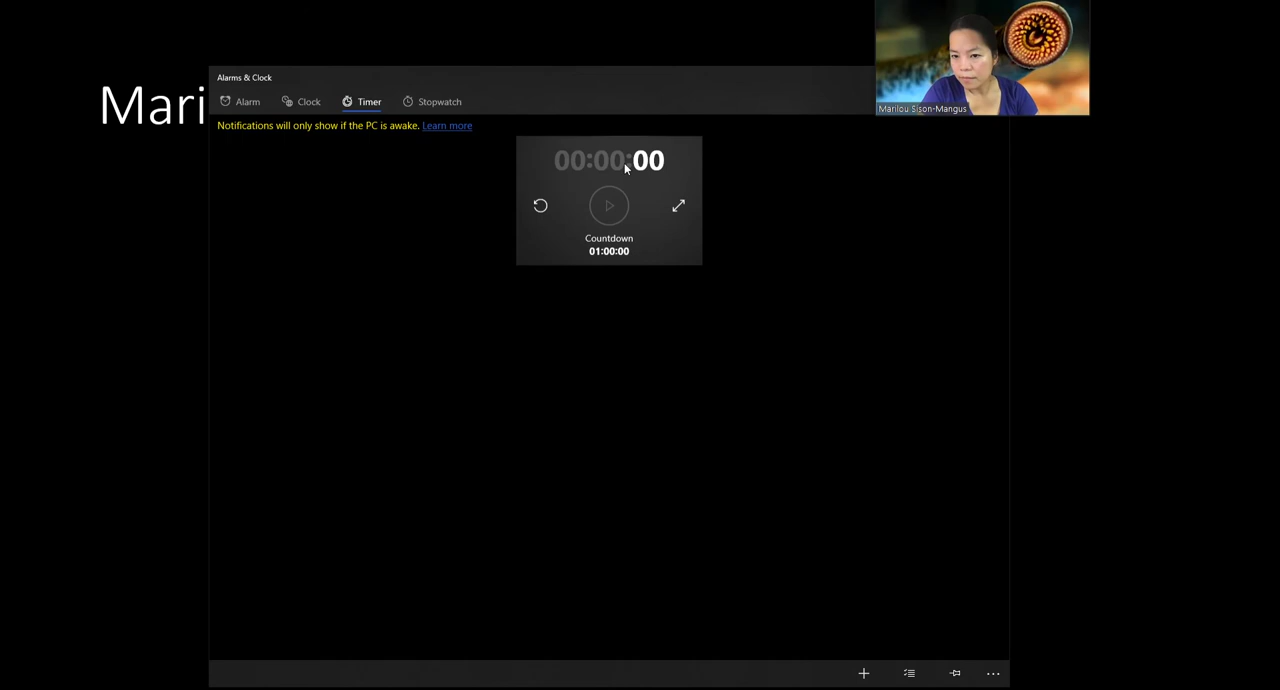 Alarms & Clock
Alarm Clock Timer Stopwatch
Mari
Marilou Sison-Mangus
Notifications will only show if the PC is awake. Learn more
00:00:00
Countdown
01:00:00